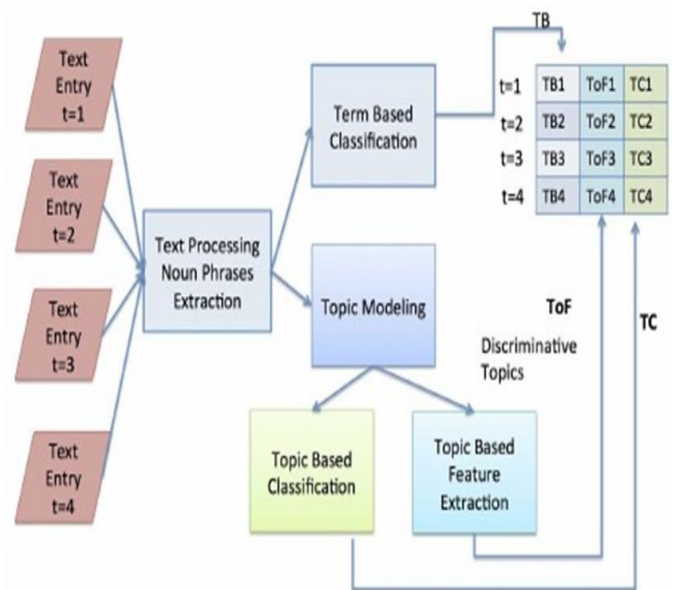 Text
Entry
t=1
Text
Entry
t=2
Text
Entry
t=3
Text
Entry
t=4
Text Processing
Noun Phrases
Extraction
Term Based
Classification
Topic Modeling
Topic Based
Classification
Topic Based
Feature
Extraction
TB
t=1 TB1 ToF1 TC1
t=2 TB2 ToF2 TC2
t=3 TB3 ToF3 TC3
t=4 TB4 ToF4 TC4
ToF
Discriminative
Topics
TC